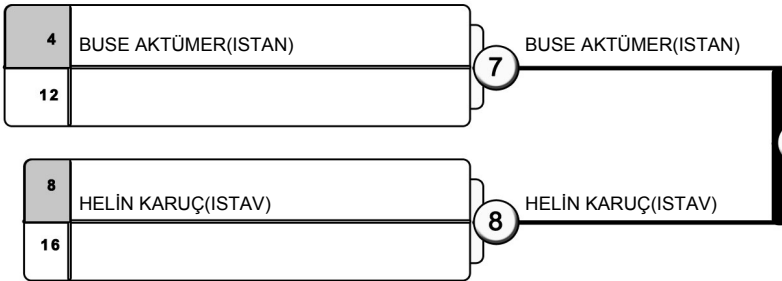 4 BUSE AKTÜMER(ISTAN)
7 BUSE AKTÜMER(ISTAN)
12
8 HELİN KARUÇ(ISTAV)
8 HELİN KARUÇ(ISTAV)
16